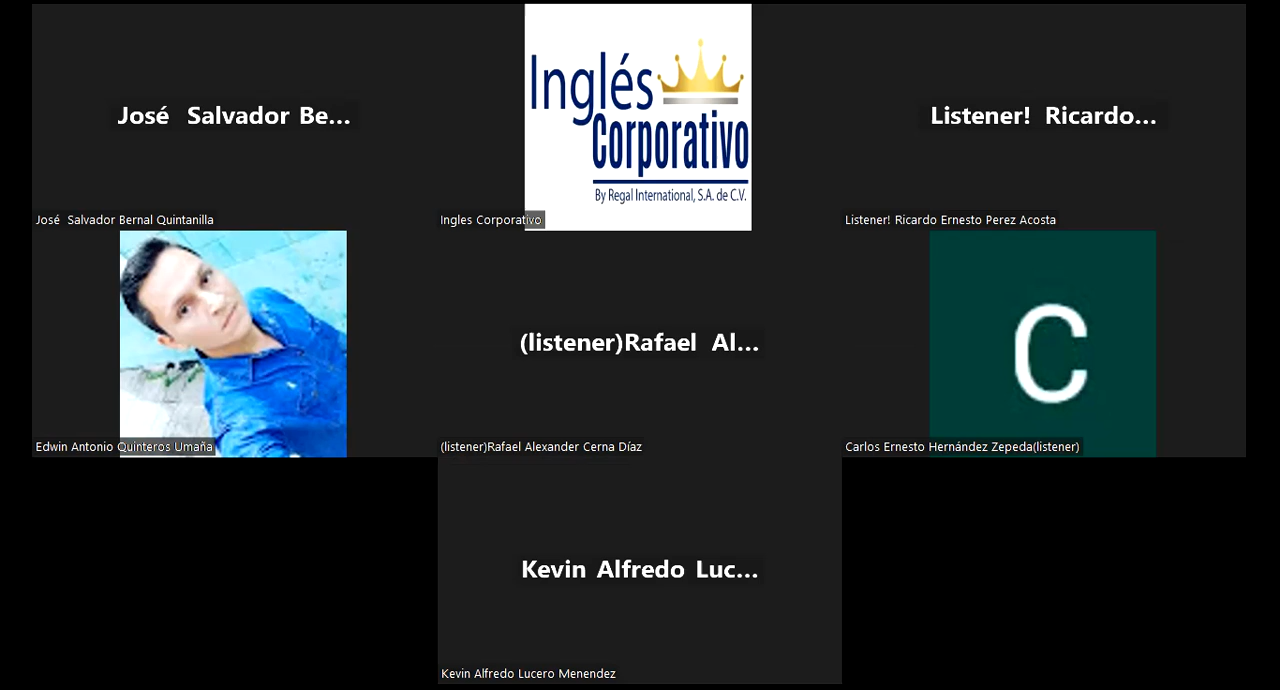 José  Salvador Be...
José  Salvador Bernal Quintanilla
Inglés
Corporativo
By Regal International, S.A. de C.V.
Ingles Corporativo
Listener!  Ricardo...
Listener! Ricardo Ernesto Perez Acosta
Edwin Antonio Quinteros Umaña
(listener)Rafael  Al...
(listener)Rafael Alexander Cerna Díaz
C
Carlos Ernesto Hernández Zepeda(listener)
Kevin Alfredo Luc...
Kevin Alfredo Lucero Menendez